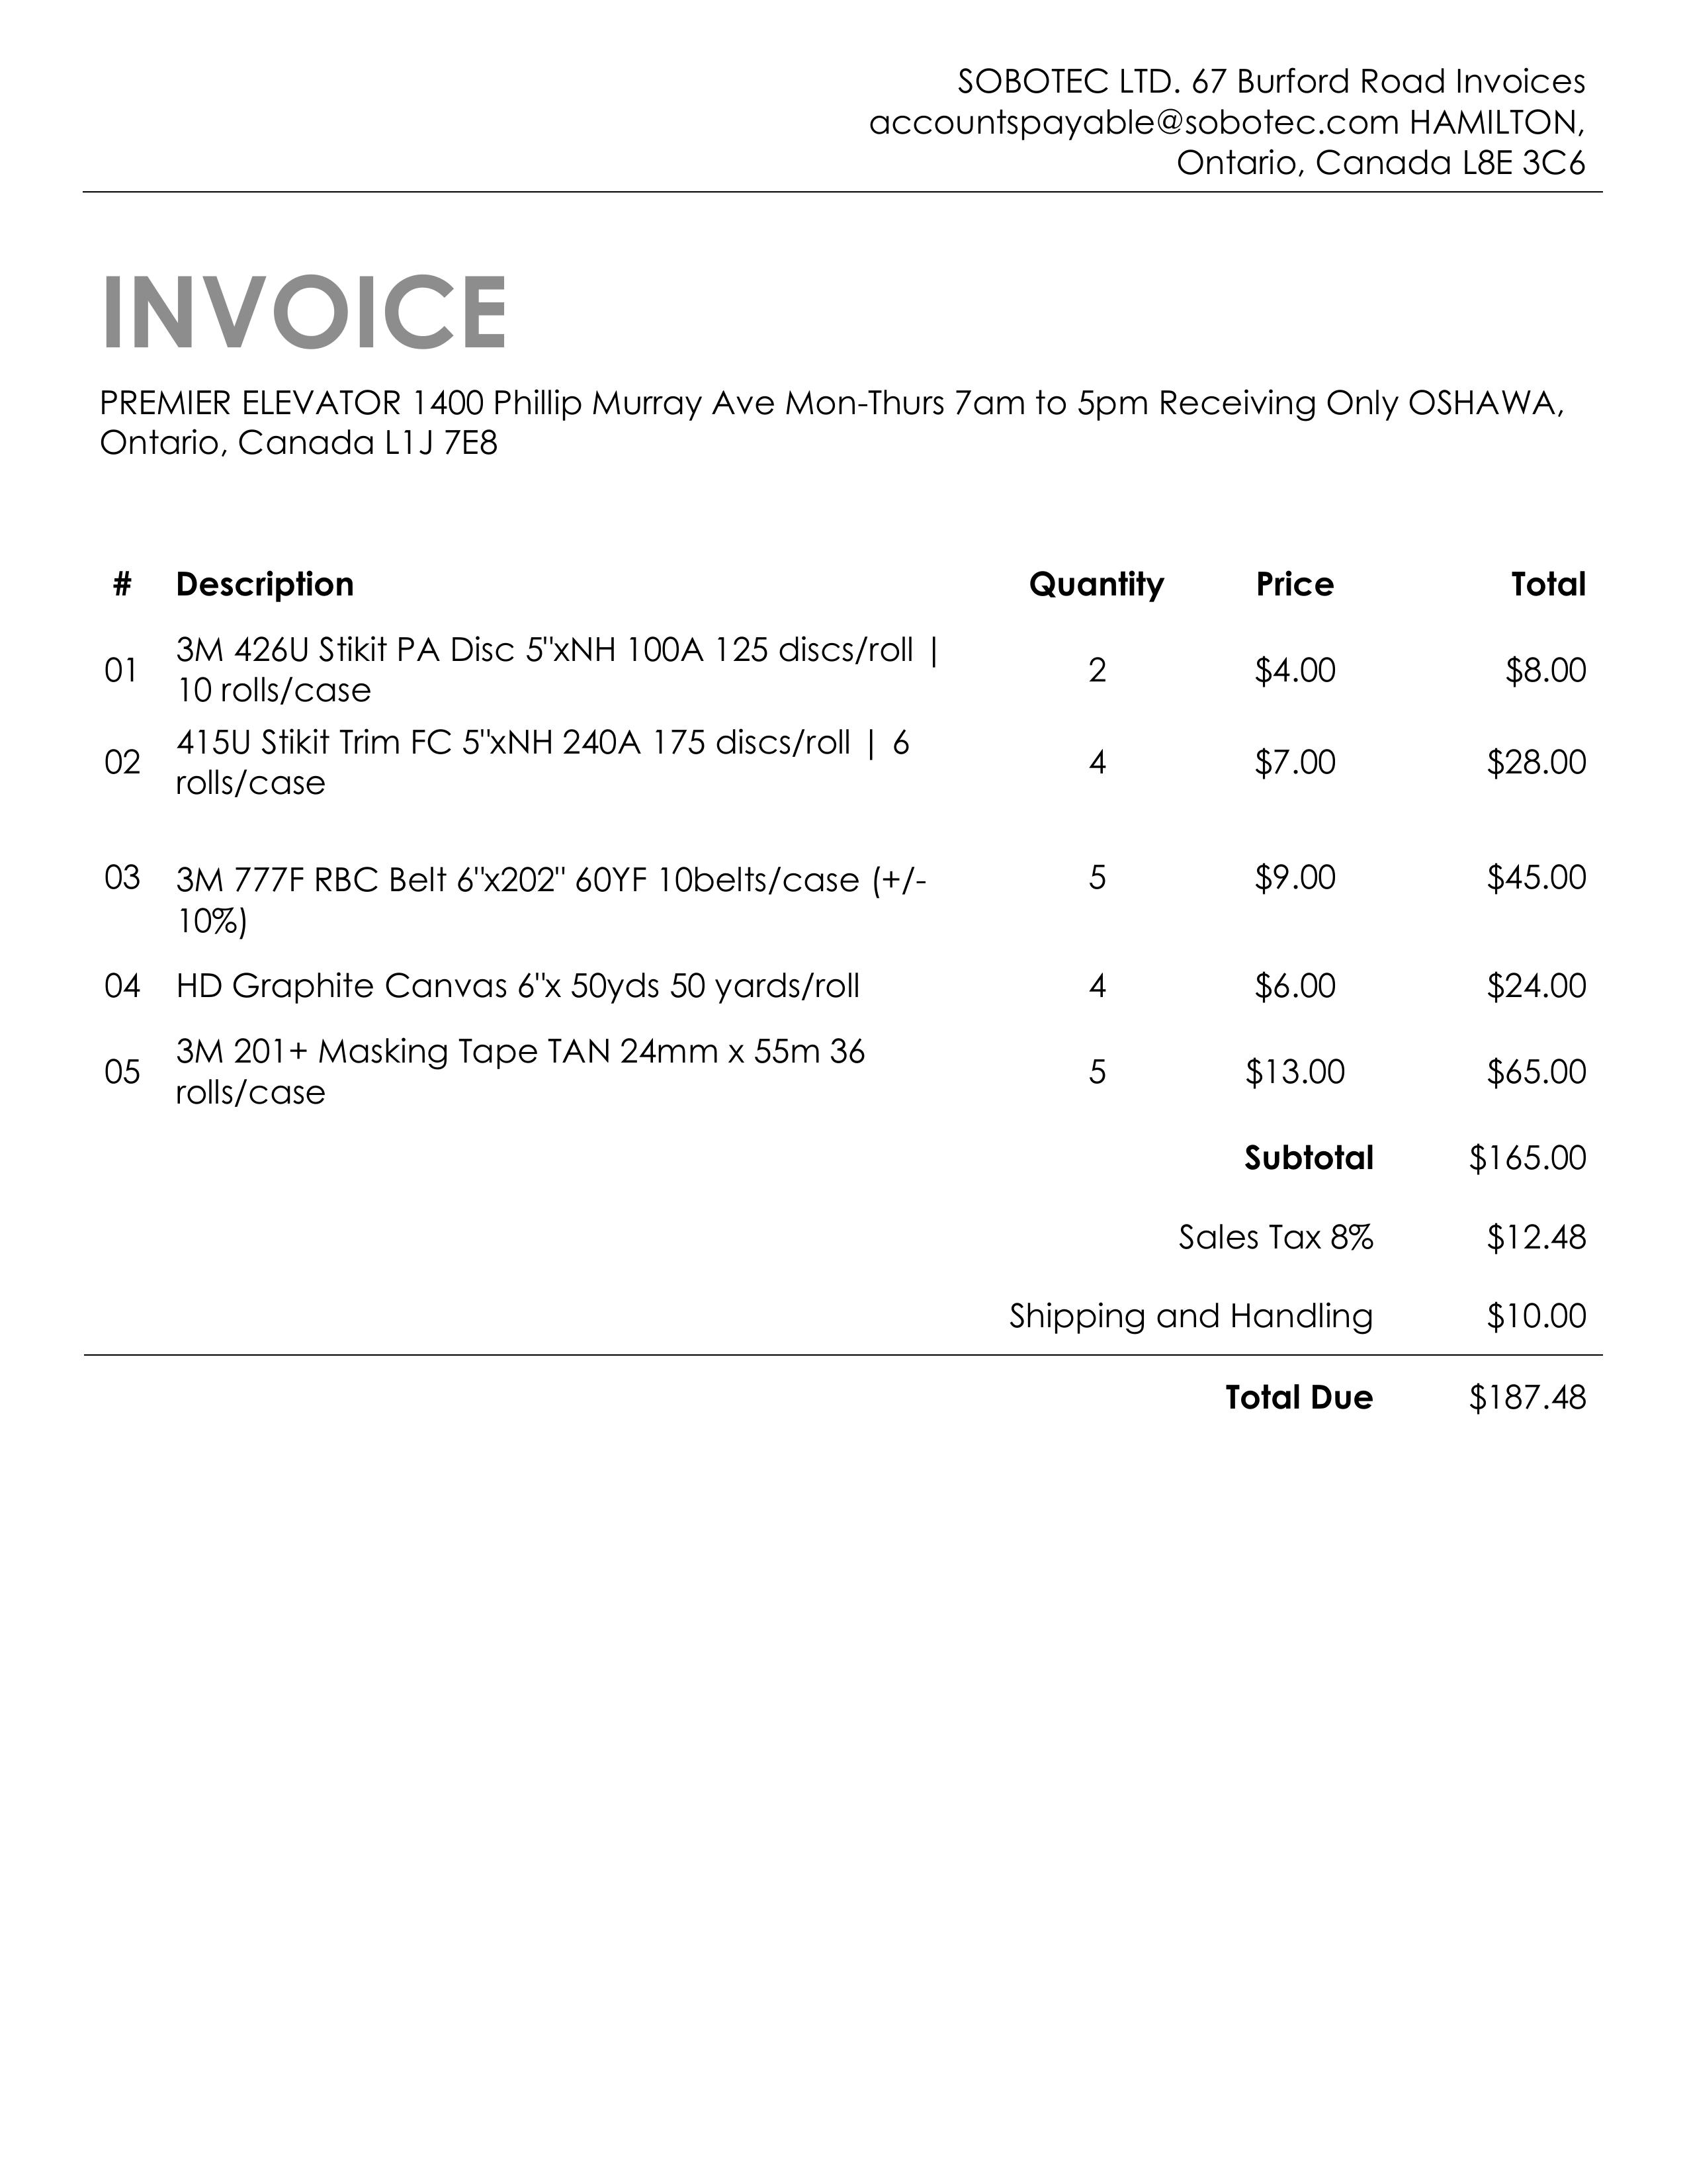 SOBOTEC LTD. 67 Burford Road Invoices
accountspayable@sobotec.com HAMILTON,
Ontario, Canada L8E 3C6
INVOICE
PREMIER ELEVATOR 1400 Phillip Murray Ave Mon-Thurs 7am to 5pm Receiving Only OSHAWA,
Ontario, Canada L1J 7E8
# Description Quantity Price Total
01 3M 426U Stikit PA Disc 5"xNH 100A 125 discs/roll | 2 $4.00 $8.00
10 rolls/case
02 415U Stikit Trim FC 5"xNH 240A 175 discs/roll | 6 4 $7.00 $28.00
rolls/case
03 3M 777F RBC Belt 6"x202" 60YF 10belts/case (+/- 5 $9.00 $45.00
10%)
04 HD Graphite Canvas 6"x 50yds 50 yards/roll 4 $6.00 $24.00
05 3M 201+ Masking Tape TAN 24mm x 55m 36 5 $13.00 $65.00
rolls/case
Subtotal $165.00
Sales Tax 8% $12.48
Shipping and Handling $10.00
Total Due $187.48